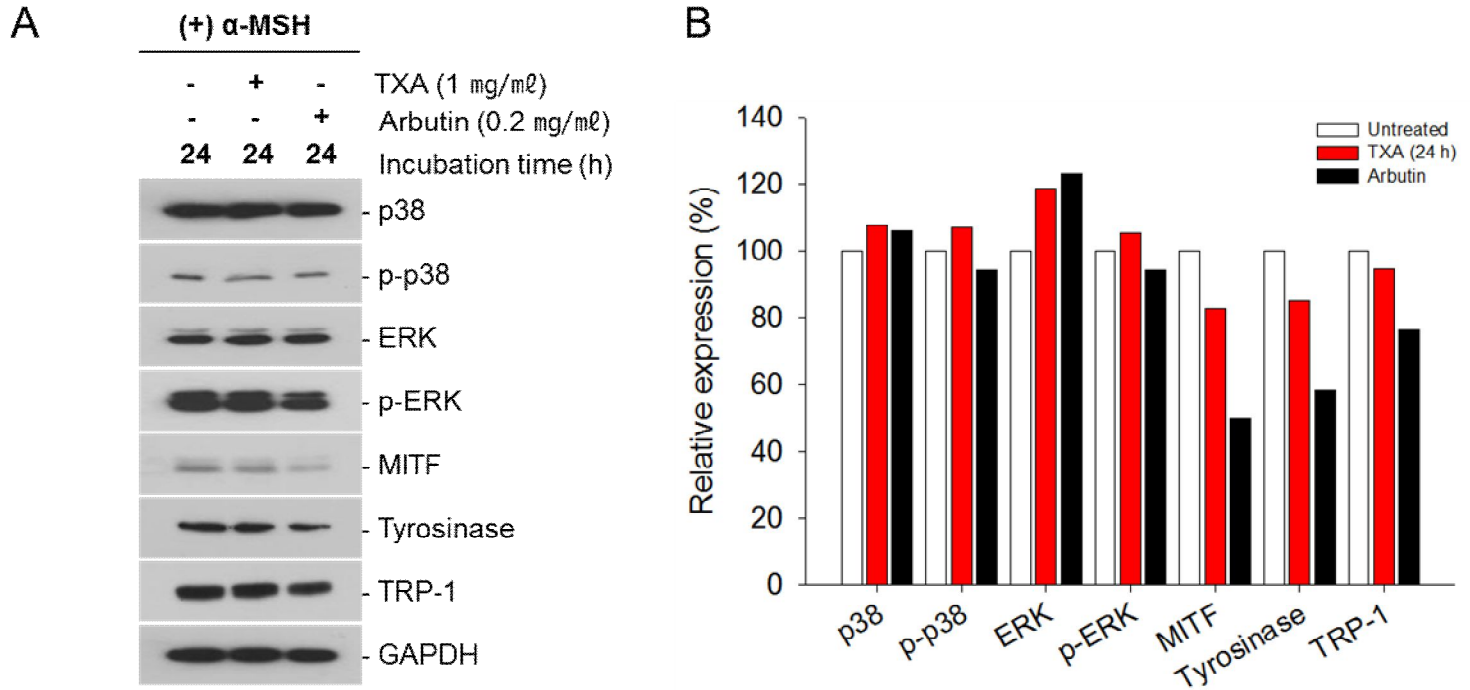 A
(+) α-MSH
- + - TXA (1 ㎎/㎖)
- - + Arbutin (0.2 ㎎/㎖)
24 24 24 Incubation time (h)
- p38
- p-p38
- ERK
- p-ERK
- MITF
- Tyrosinase
- TRP-1
- GAPDH
B
Relative expression (%)
140
120
100
80
60
40
20
0
Untreated
TXA (24 h)
Arbutin
p38
p-p38
ERK
p-ERK
MITF
Tyrosinase
TRP-1